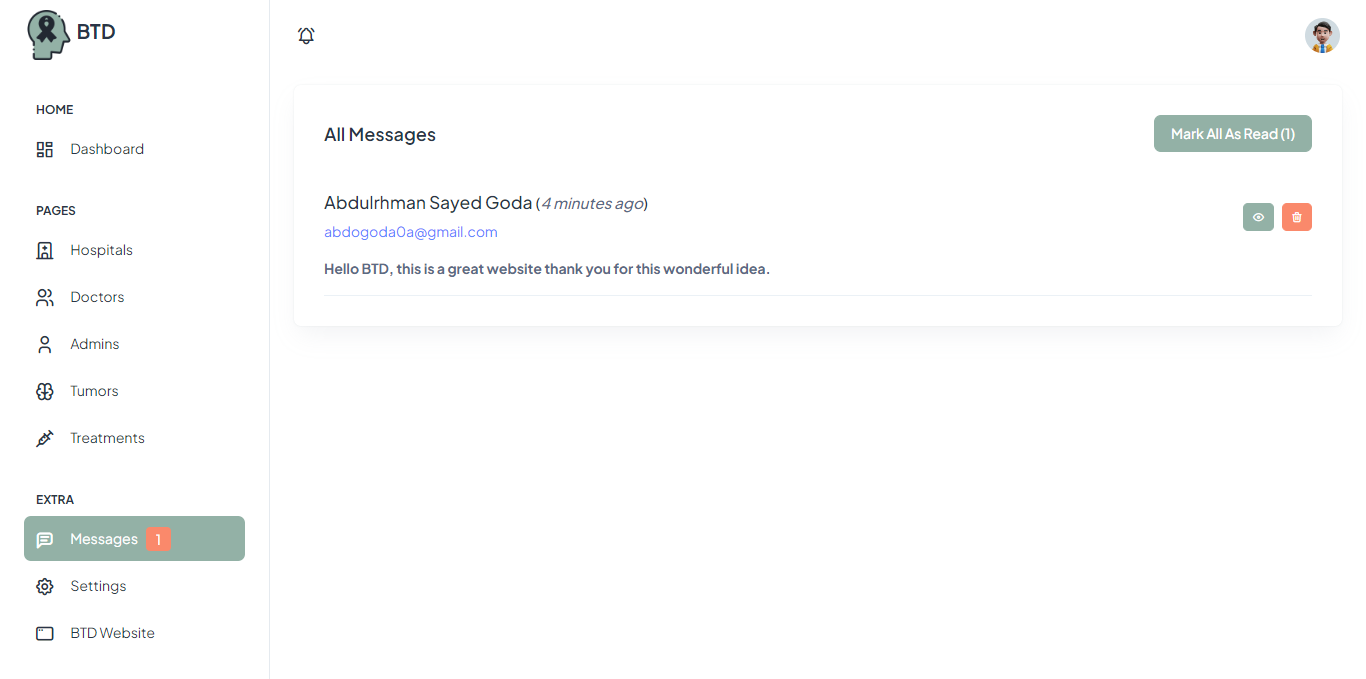 BTD
HOME
Dashboard
PAGES
Hospitals
Doctors
Admins
Tumors
Treatments
EXTRA
Messages 1
Settings
BTD Website
All Messages
Mark All As Read (1)
Abdulrhman Sayed Goda (4 minutes ago)
abdogoda0a@gmail.com
Hello BTD, this is a great website thank you for this wonderful idea.